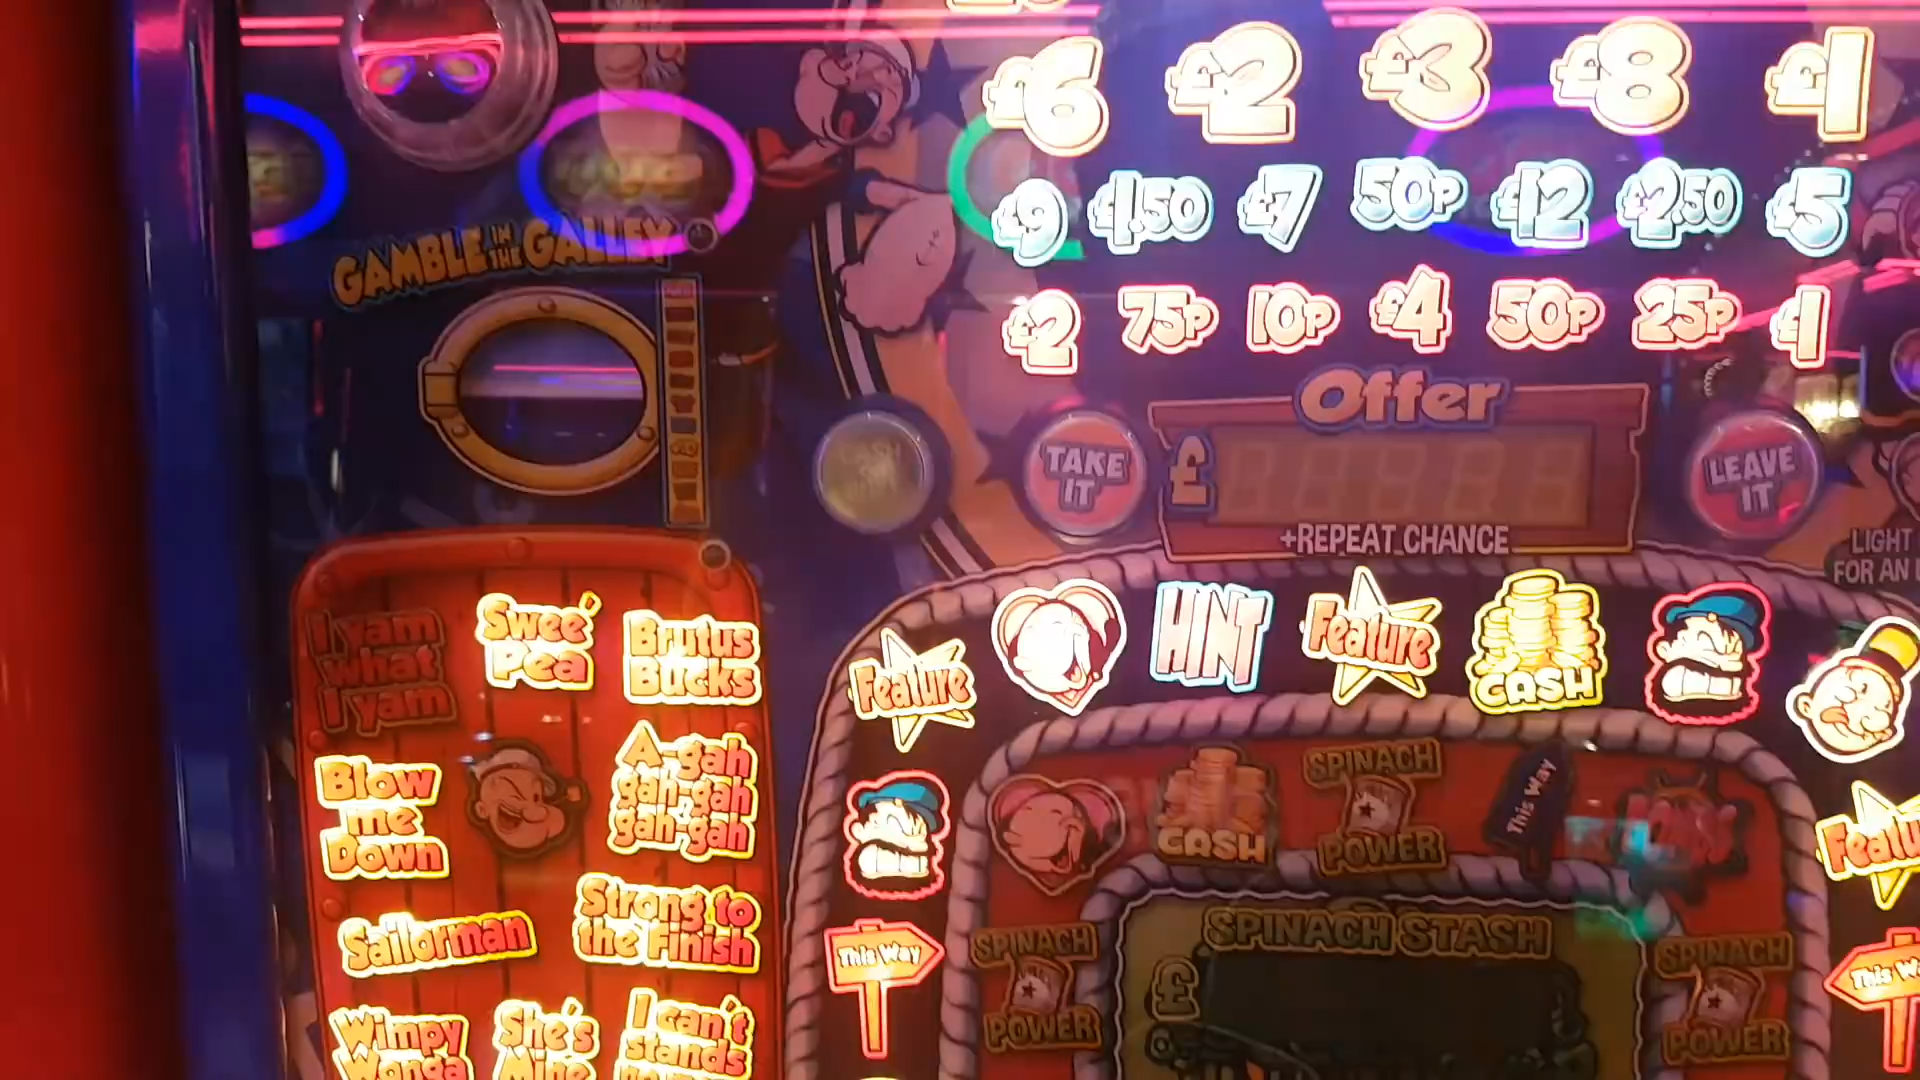 £6 £2 £3 £8 £1
£9 £1.50 £7 50p £12 £2.50 £5
£2 75p 10p £4 50p 25p £1
GAMBLE IN THE GALLEY
Offer
TAKE
IT
£
LEAVE
IT
+REPEAT CHANCE
LIGHT
FOR AN
I yam
what
I yam
Swee'
Pea
Brutus
Bucks
Blow
me
Down
A-gah
gah-gah
gah-gah
Sailorman
Strong to
the Finish
Wimpy
Wonga
She's
Mine
I can't
stands
Feature
HINT
Feature
CASH
This Way
CASH
SPINACH
POWER
This Way
SPINACH
POWER
SPINACH STASH
£
SPINACH
POWER